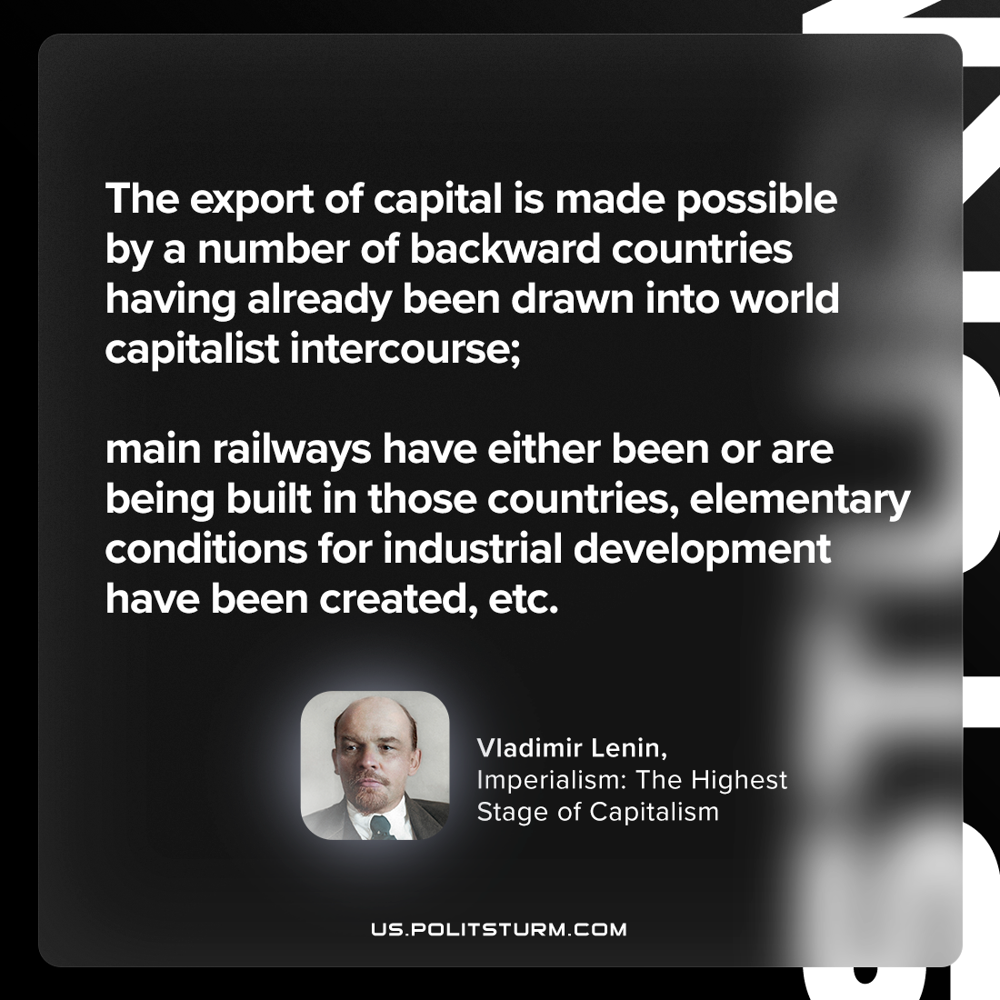 The export of capital is made possible
by a number of backward countries
having already been drawn into world
capitalist intercourse;
main railways have either been or are
being built in those countries, elementary
conditions for industrial development
have been created, etc.
Vladimir Lenin,
Imperialism: The Highest
Stage of Capitalism
US.POLITSTURM.COM